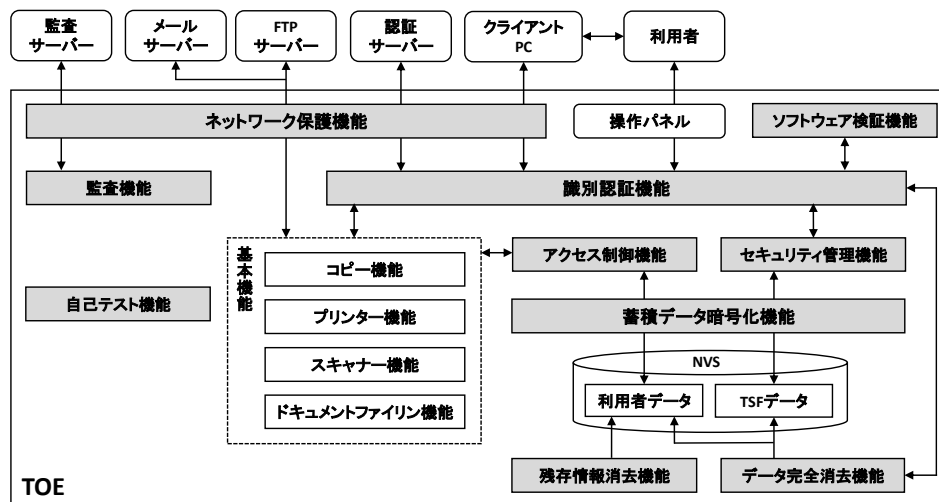 監査
サーバー
メール
サーバー
FTP
サーバー
認証
サーバー
クライアント
PC
利用者
ネットワーク保護機能
操作パネル
ソフトウェア検証機能
監査機能
識別認証機能
基本機能
コピー機能
アクセス制御機能
セキュリティ管理機能
自己テスト機能
プリンター機能
蓄積データ暗号化機能
スキャナー機能
NVS
ドキュメントファイリン機能
利用者データ
TSFデータ
残存情報消去機能
データ完全消去機能
TOE